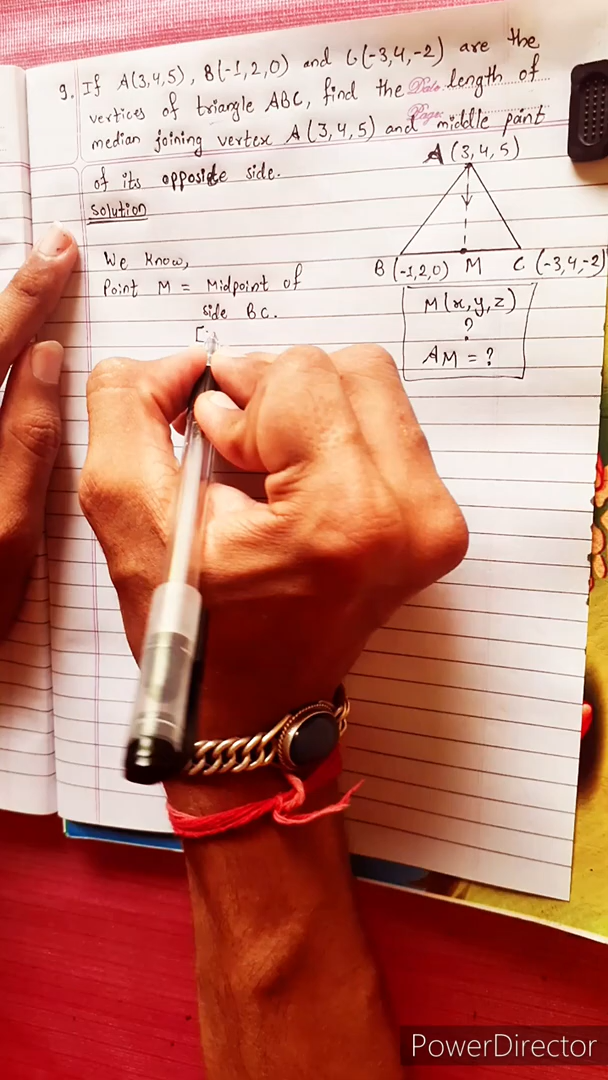 9. If A(3,4,5), B(-1,2,0) and C(-3,4,-2) are the
vertices of triangle ABC, find the length of
Date
median joining vertex A(3,4,5) and middle point
Page
of its opposite side.
Solution
A(3,4,5)
B(-1,2,0) M C(-3,4,-2)
M(x,y,z)
?
AM = ?
We Know,
Point M = Midpoint of
side BC.
PowerDirector